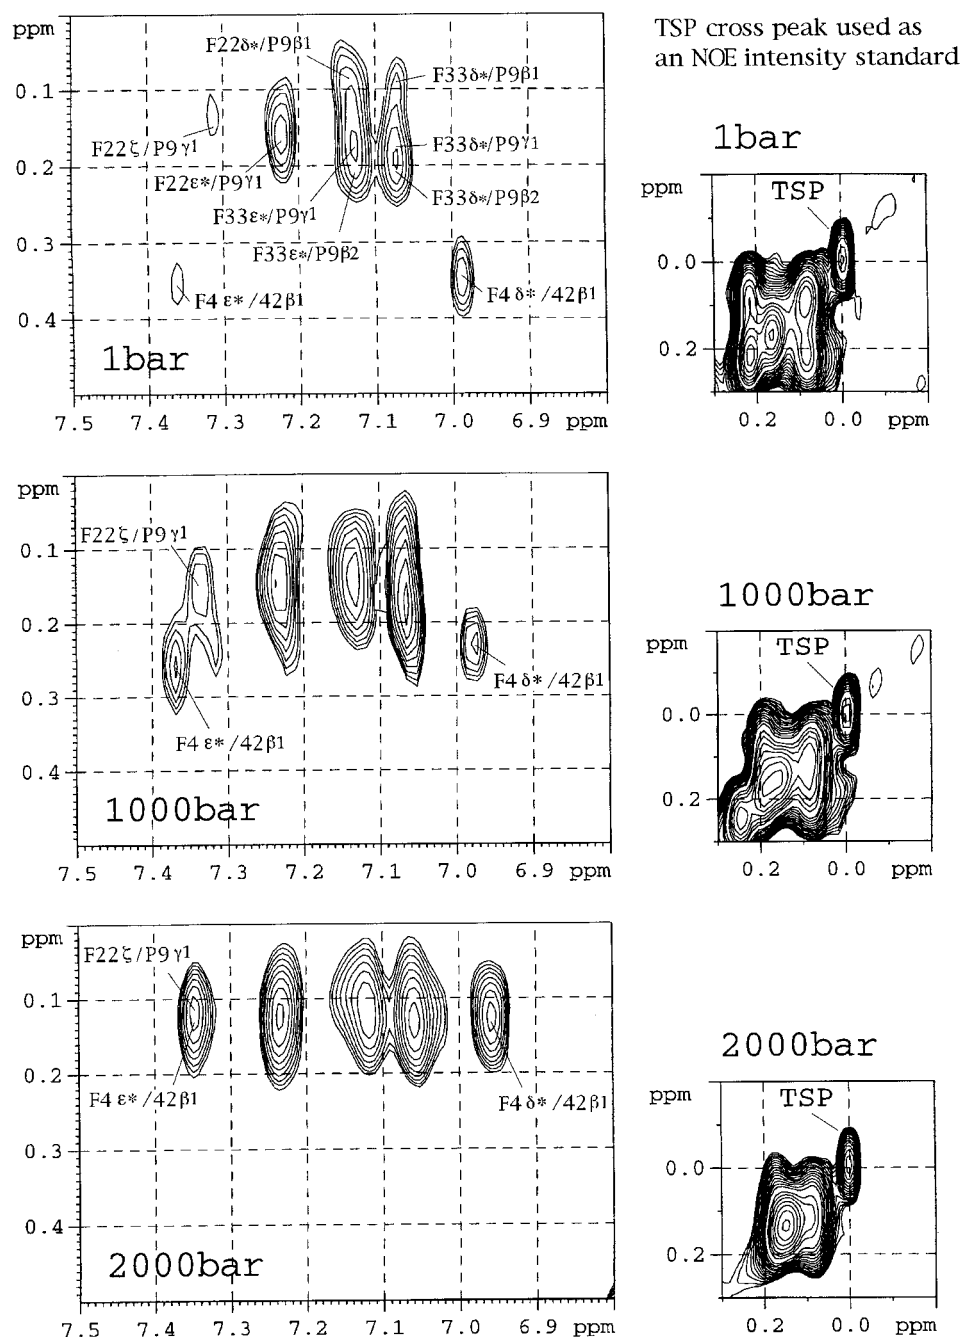 TSP cross peak used as
an NOE intensity standard
ppm
0.1
0.2
0.3
0.4
F22δ*/P9β1
F33δ*/P9β1
F22ζ/P9γ1
F22ε*/P9γ1
F33δ*/P9γ1
F33ε*/P9γ1
F33δ*/P9β2
F33ε*/P9β2
F4 ε*/42β1
F4 δ*/42β1
1bar
7.5 7.4 7.3 7.2 7.1 7.0 6.9 ppm
1bar
ppm
TSP
0.0
0.2
0.2 0.0 ppm
ppm
0.1
0.2
0.3
0.4
F22ζ/P9γ1
F4 δ*/42β1
F4 ε*/42β1
1000bar
7.5 7.4 7.3 7.2 7.1 7.0 6.9 ppm
1000bar
ppm
TSP
0.0
0.2
0.2 0.0 ppm
ppm
0.1
0.2
0.3
0.4
F22ζ/P9γ1
F4 ε*/42β1
F4 δ*/42β1
2000bar
7.5 7.4 7.3 7.2 7.1 7.0 6.9 ppm
2000bar
ppm
TSP
0.0
0.2
0.2 0.0 ppm